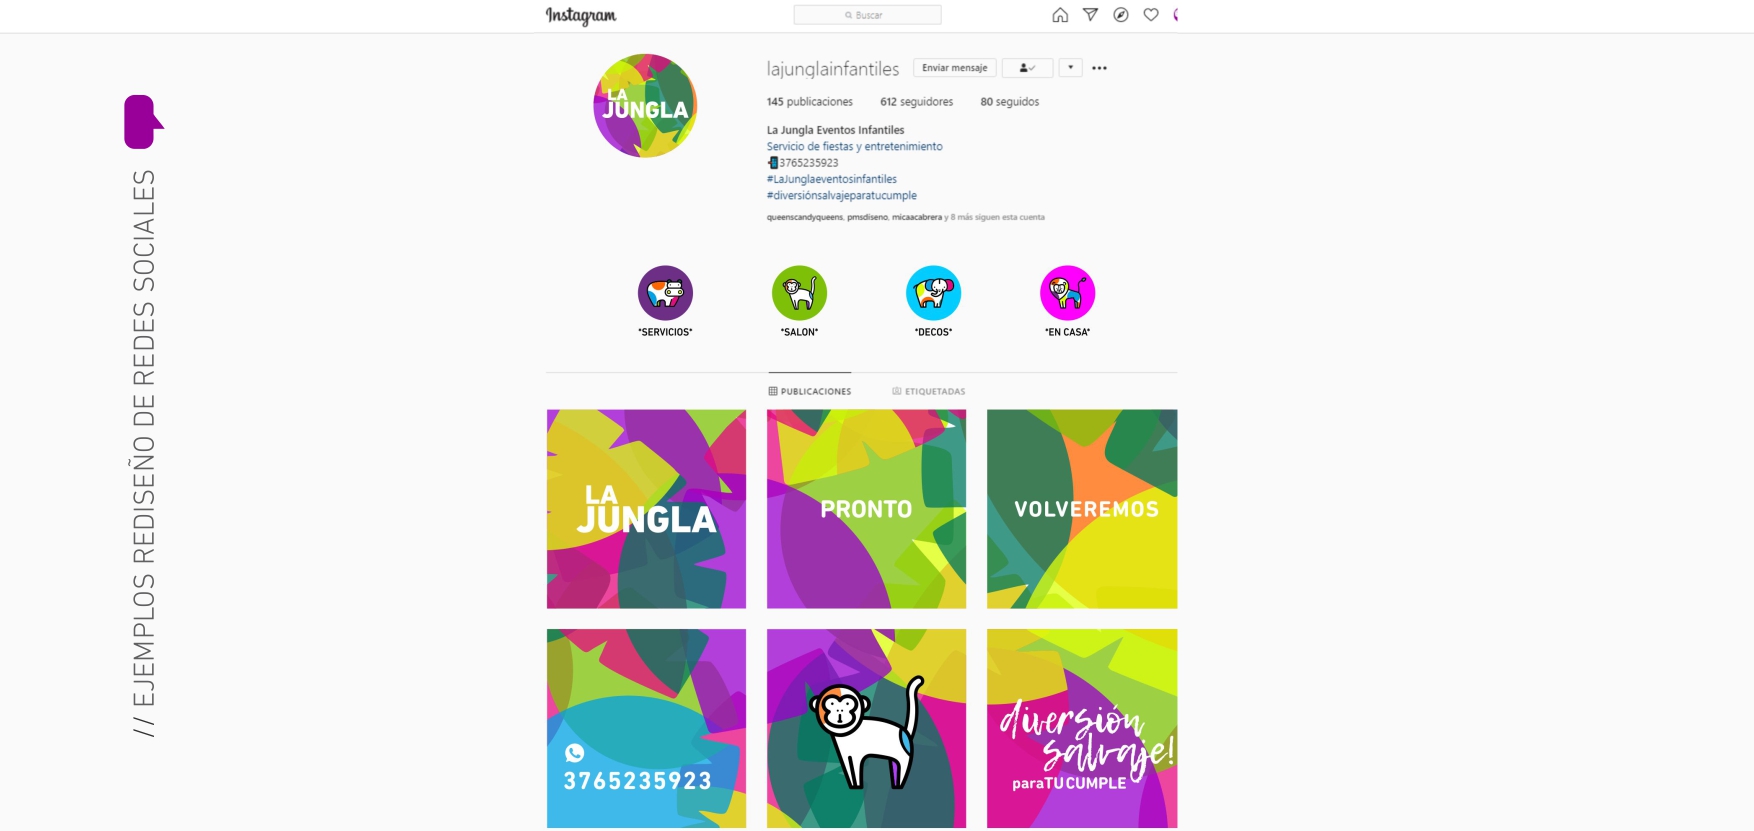 Instagram
Buscar
// EJEMPLOS REDISEÑO DE REDES SOCIALES
LA
JUNGLA
lajunglainfantiles
Enviar mensaje
145 publicaciones 612 seguidores 80 seguidos
La Jungla Eventos Infantiles
Servicio de fiestas y entretenimiento
3765235923
#LaJunglaeventosinfantiles
#diversiónsalvajeparatucumple
queenscandyqueens, pmsdiseno, micaacabrera y 8 más siguen esta cuenta
*SERVICIOS* *SALON* *DECOS* *EN CASA*
PUBLICACIONES ETIQUETADAS
LA
JUNGLA
PRONTO
VOLVEREMOS
3765235923
diversión
salvaje!
paraTUCUMPLE